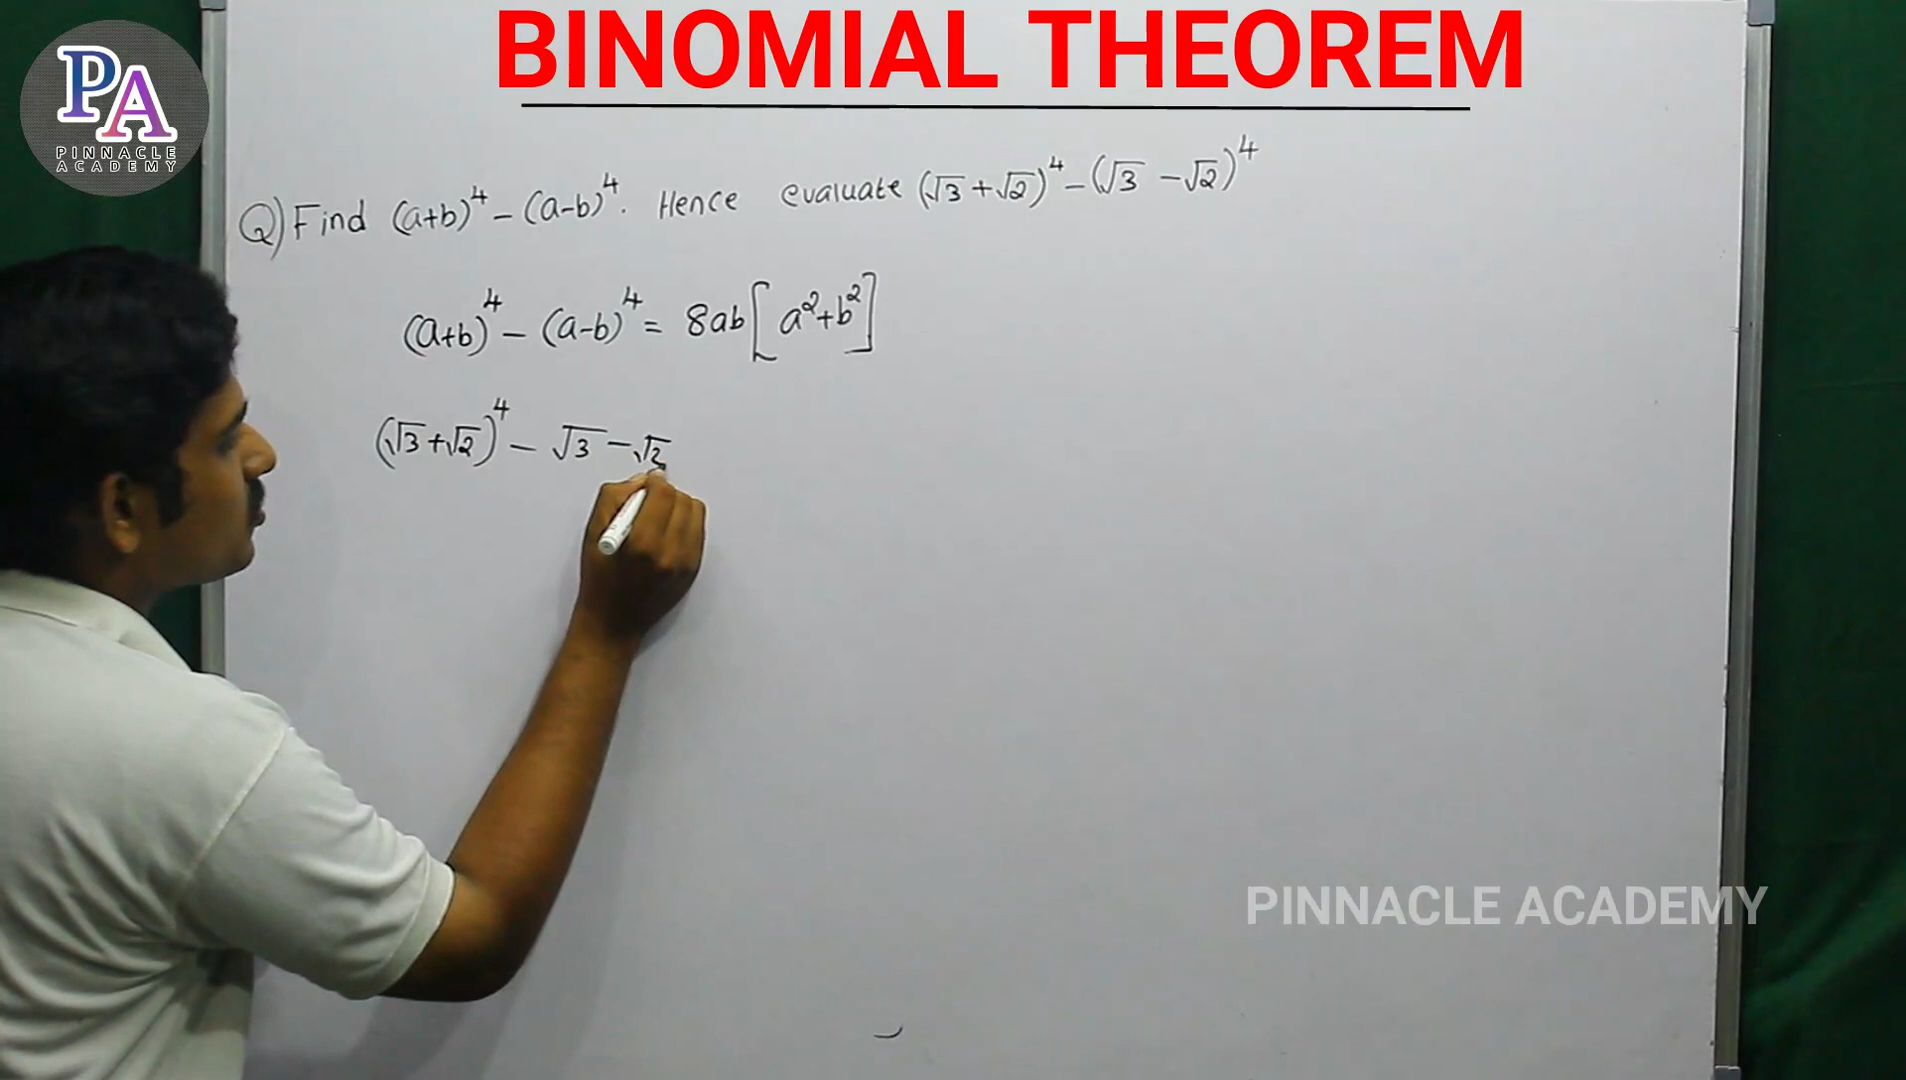 BINOMIAL THEOREM
PA
PINNACLE
ACADEMY
Q) Find (a+b)⁴ - (a-b)⁴. Hence evaluate (√3 + √2)⁴ - (√3 - √2)⁴
(a+b)⁴ - (a-b)⁴ = 8ab[a²+b²]
(√3 + √2)⁴ - √3 - √2
PINNACLE ACADEMY